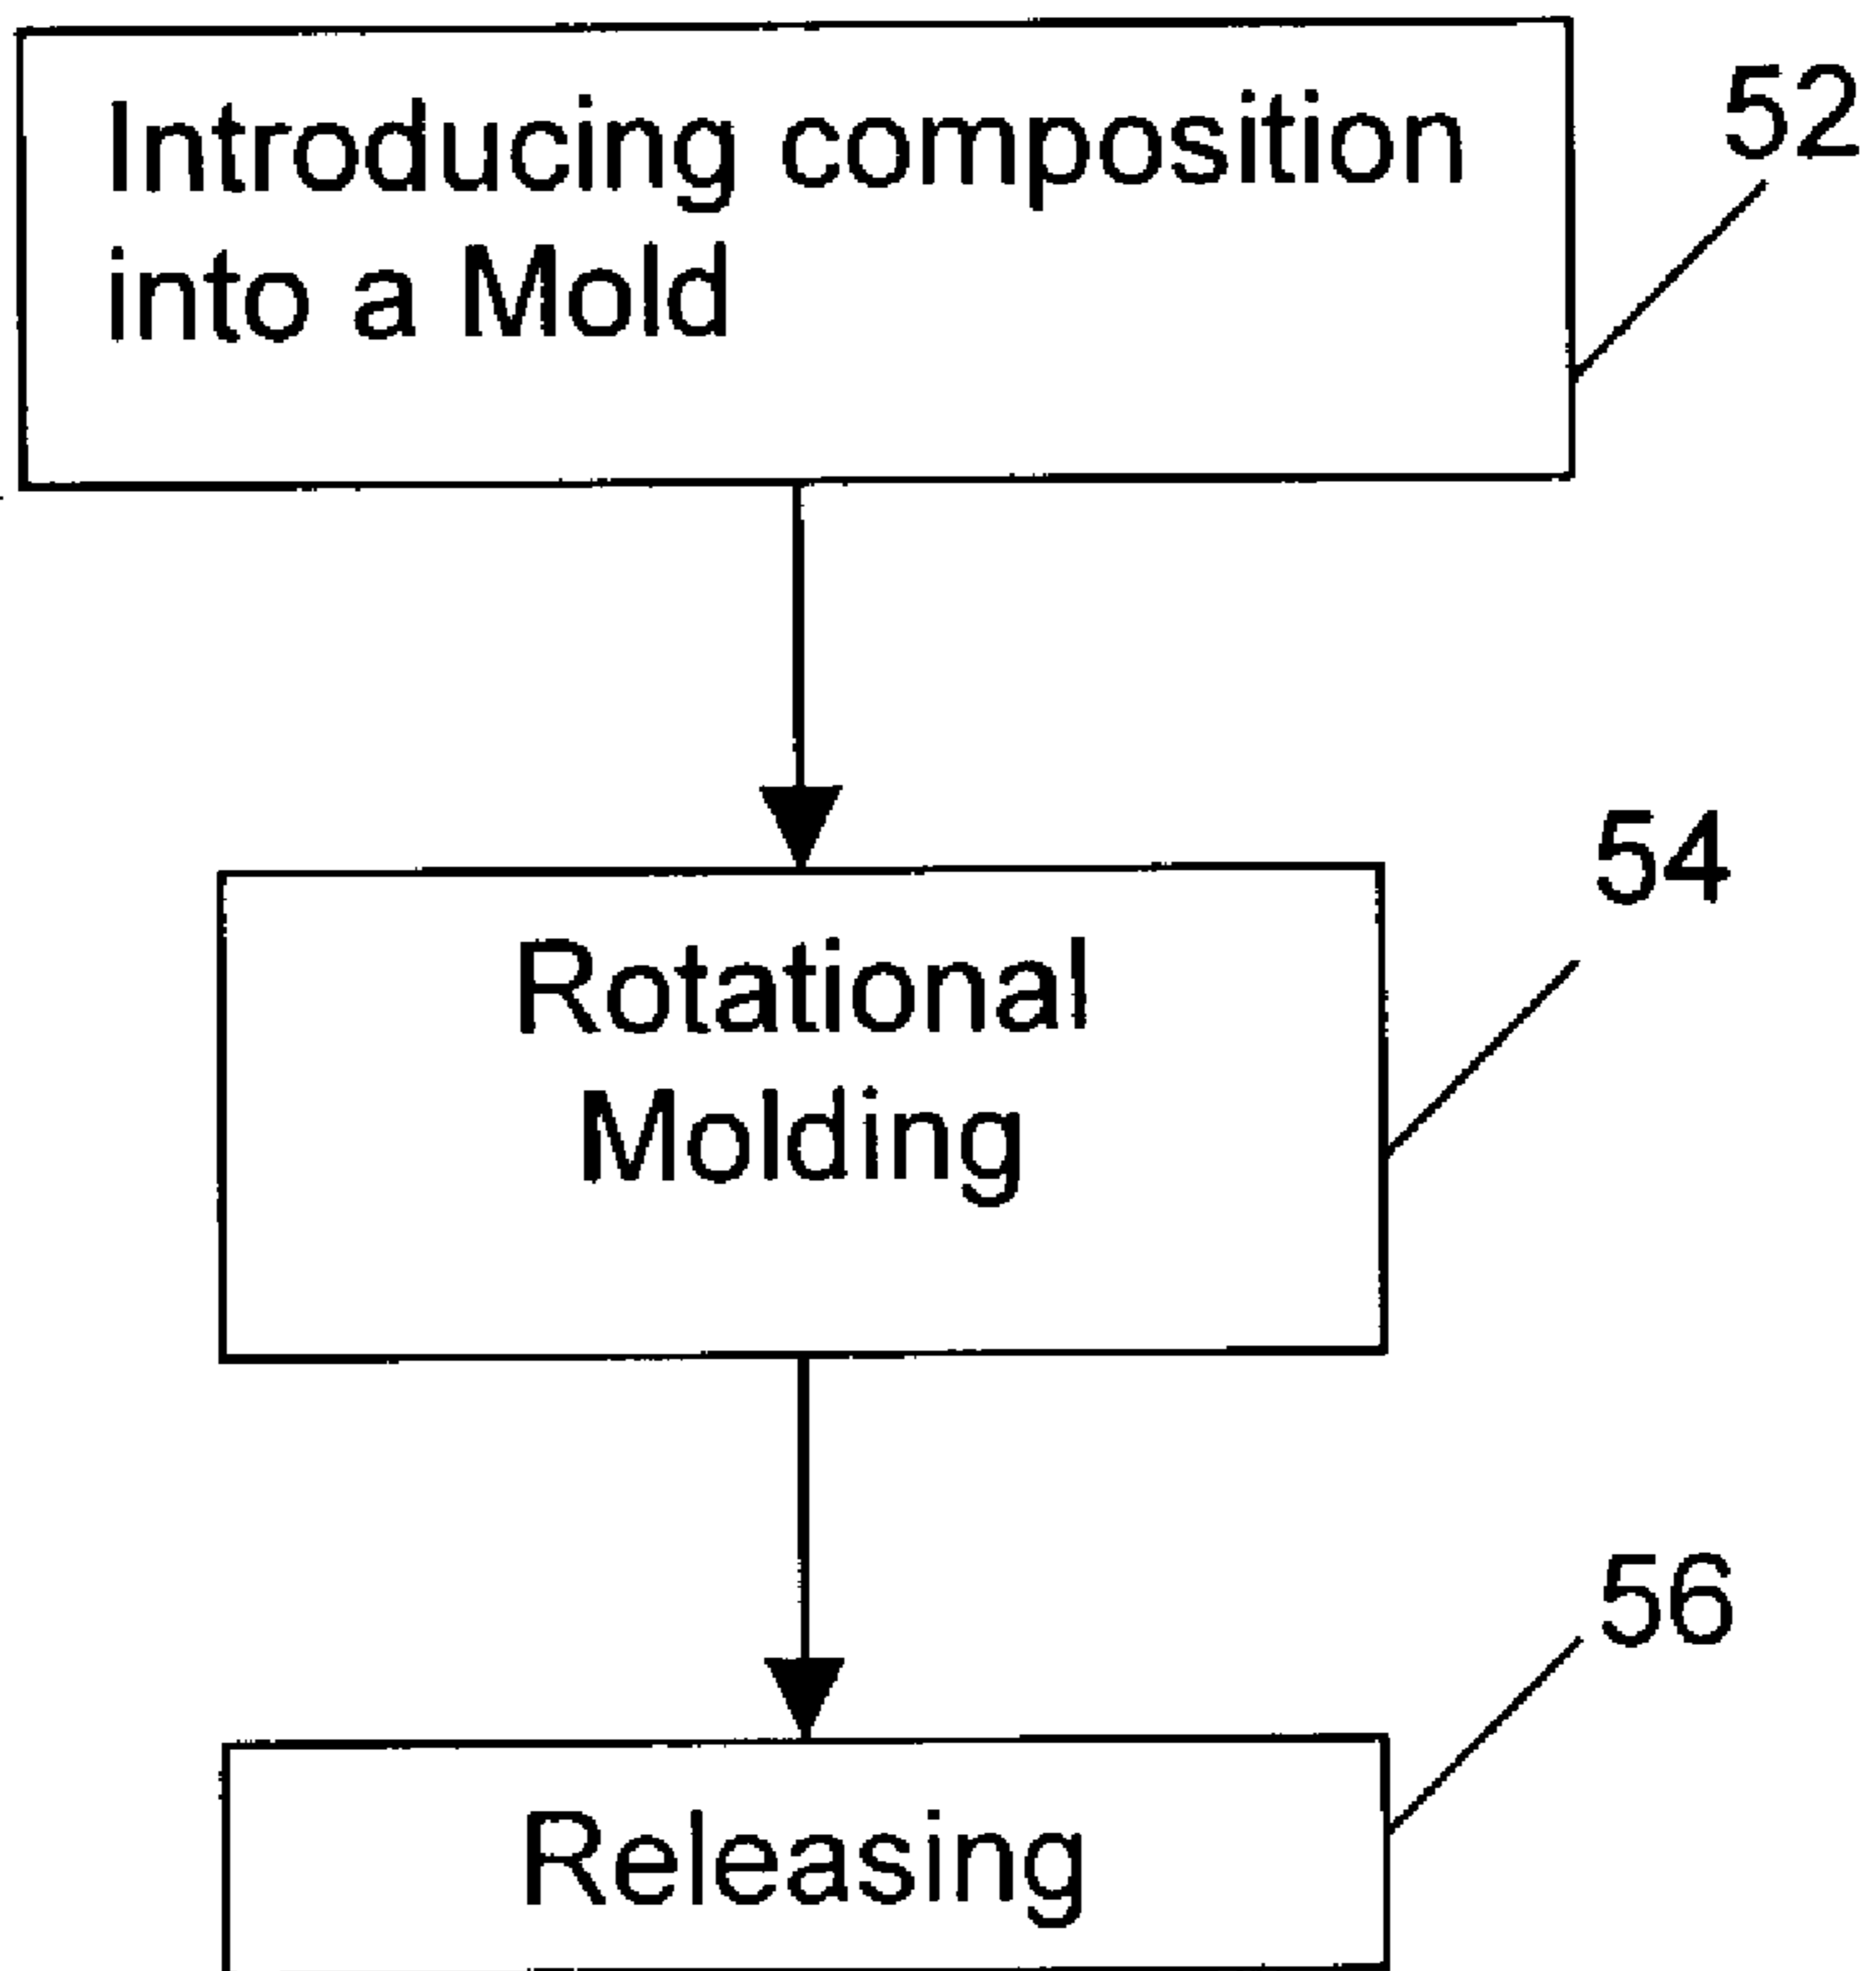 Introducing composition
into a Mold
52
Rotational
Molding
54
Releasing
56